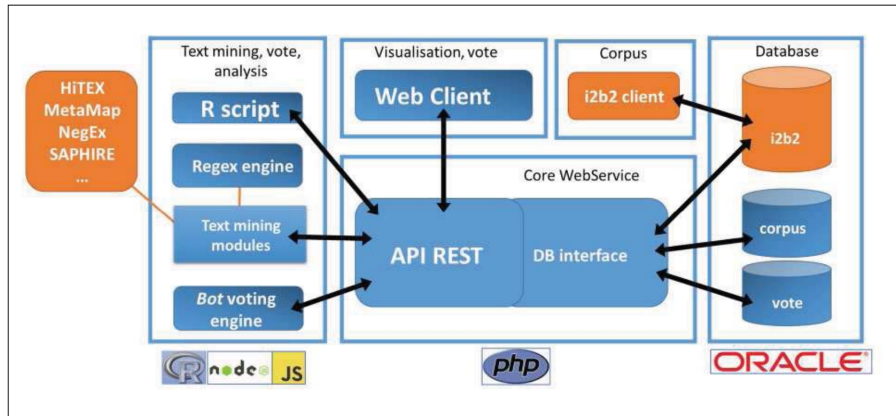 Text mining, vote,
analysis
Visualisation, vote
Corpus
Database
HiTEX
MetaMap
NegEx
SAPHIRE
...
R script
Regex engine
Text mining
modules
Bot voting
engine
Web Client
i2b2 client
i2b2
Core WebService
API REST
DB interface
corpus
vote
R
node
JS
php
ORACLE